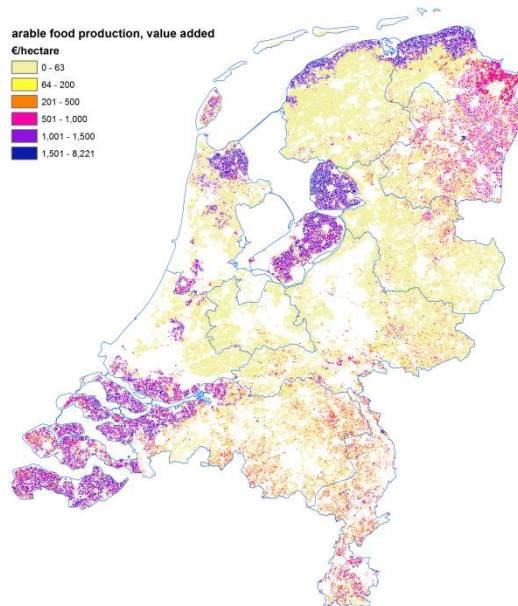 arable food production, value added
€/hectare
0 - 63
64 - 200
201 - 500
501 - 1,000
1,001 - 1,500
1,501 - 8,221